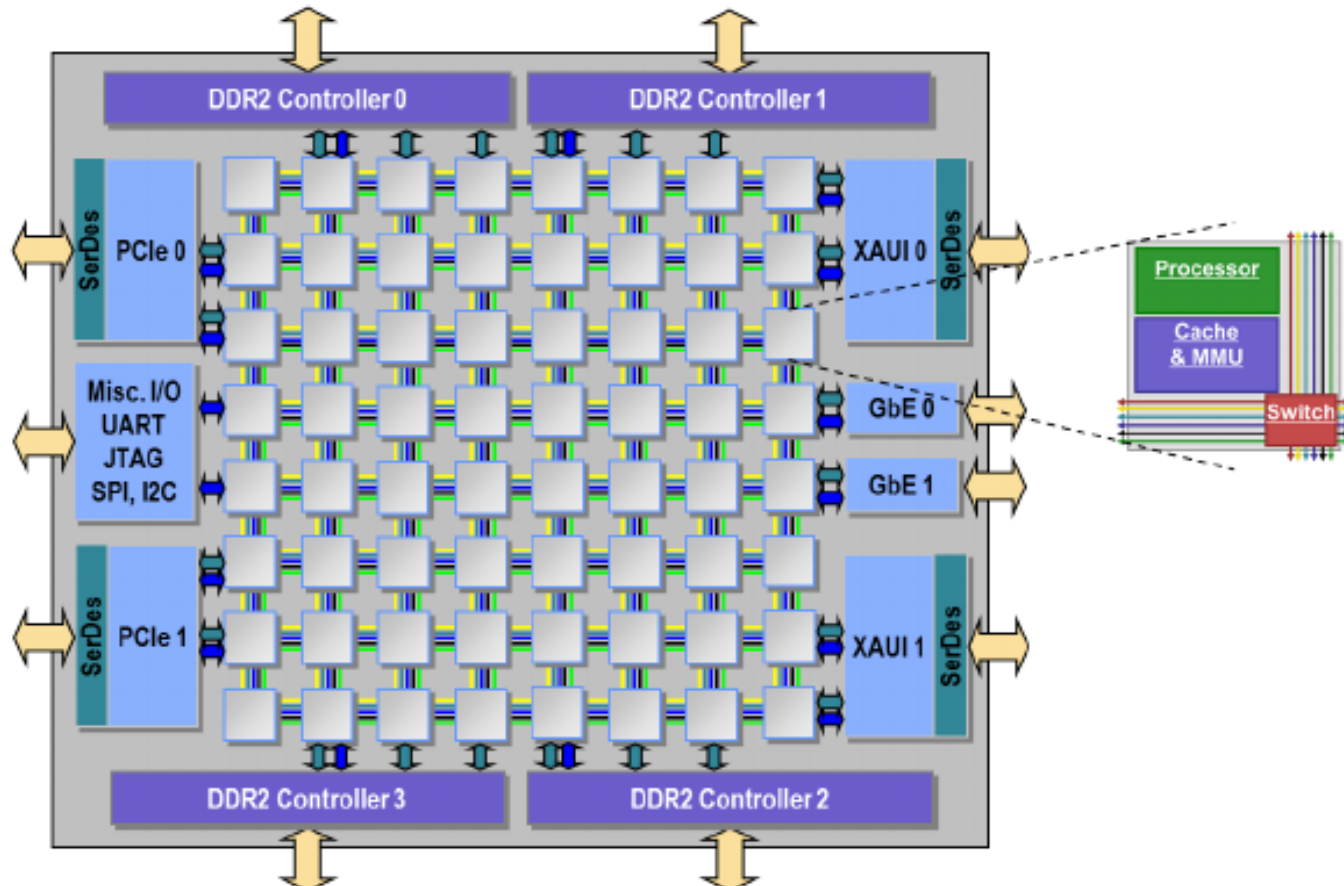 DDR2 Controller 0
DDR2 Controller 1
SerDes
PCIe 0
XAUI 0
SerDes
Processor
Cache
& MMU
Switch
Misc. I/O
UART
JTAG
SPI, I2C
GbE 0
GbE 1
SerDes
PCIe 1
XAUI 1
SerDes
DDR2 Controller 3
DDR2 Controller 2